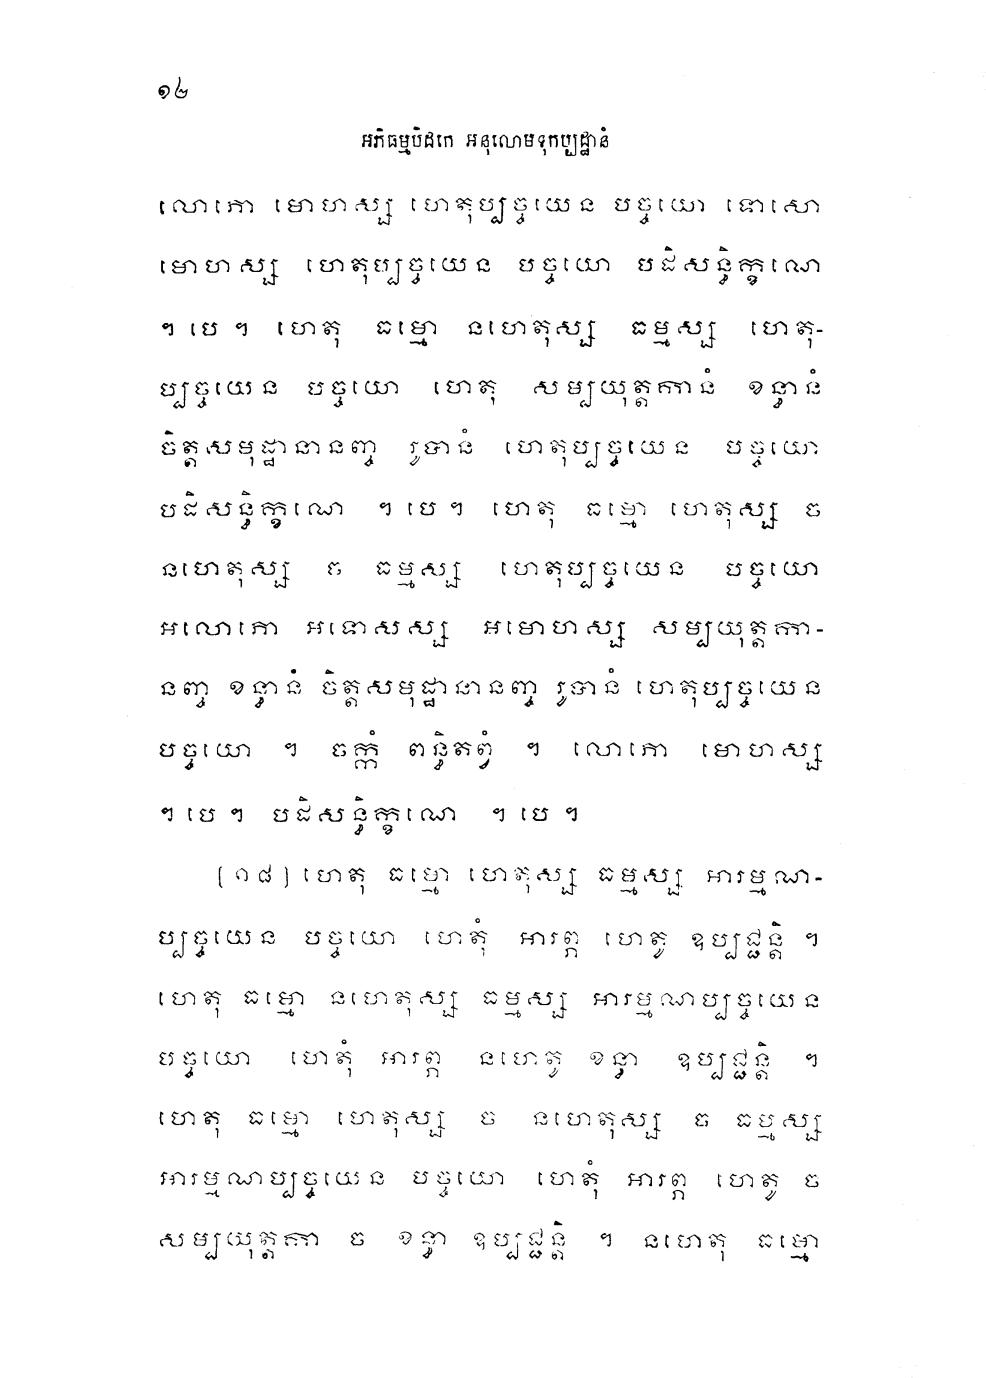 ១២
អភិធម្មបិដកេ អនុលោមទុកប្បដ្ឋានំ
លោភោ មោហស្ស ហេតុប្បច្ចយេន បច្ចយោ ទោសោ
មោហស្ស ហេតុប្បច្ចយេន បច្ចយោ បដិសន្ធិក្ខណេ
។ បេ ។ ហេតុ ធម្មោ នហេតុស្ស ធម្មស្ស ហេតុ-
ប្បច្ចយេន បច្ចយោ ហេតុ សម្បយុត្តកានំ ខន្ធានំ
ចិត្តសមុដ្ឋានានញ្ច រូបានំ ហេតុប្បច្ចយេន បច្ចយោ
បដិសន្ធិក្ខណេ ។ បេ ។ ហេតុ ធម្មោ ហេតុស្ស ច
នហេតុស្ស ច ធម្មស្ស ហេតុប្បច្ចយេន បច្ចយោ
អលោភោ អទោសស្ស អមោហស្ស សម្បយុត្តកា-
នញ្ច ខន្ធានំ ចិត្តសមុដ្ឋានានញ្ច រូបានំ ហេតុប្បច្ចយេន
បច្ចយោ ។ ចក្កំ ពន្ធិតព្វំ ។ លោភោ មោហស្ស
។ បេ ។ បដិសន្ធិក្ខណេ ។ បេ ។
[១៨] ហេតុ ធម្មោ ហេតុស្ស ធម្មស្ស អារម្មណ-
ប្បច្ចយេន បច្ចយោ ហេតុំ អារព្ភ ហេតូ ឧប្បជ្ជន្តិ ។
ហេតុ ធម្មោ នហេតុស្ស ធម្មស្ស អារម្មណប្បច្ចយេន
បច្ចយោ ហេតុំ អារព្ភ នហេតូ ខន្ធា ឧប្បជ្ជន្តិ ។
ហេតុ ធម្មោ ហេតុស្ស ច នហេតុស្ស ច ធម្មស្ស
អារម្មណប្បច្ចយេន បច្ចយោ ហេតុំ អារព្ភ ហេតូ ច
សម្បយុត្តកា ច ខន្ធា ឧប្បជ្ជន្តិ ។ នហេតុ ធម្មោ